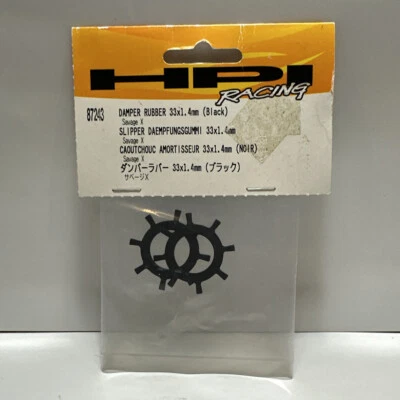 HPI
RACING
87243
DAMPER RUBBER 33x1.4mm (Black)
Savage X
SLIPPER DAEMPFUNGSGUMMI 33x1.4mm
Savage X
CAOUTCHOUC AMORTISSEUR 33x1.4mm (NOIR)
Savage X
ダンパーラバー 33x1.4mm (ブラック)
サベージX